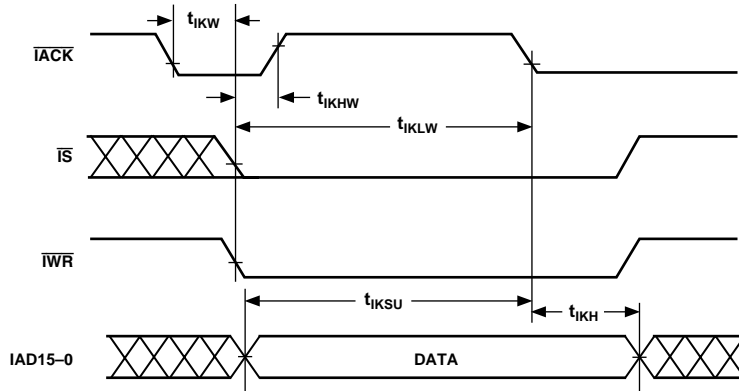 tIKW
IACK
tIKHW
tIKLW
IS
IWR
tIKSU
tIKH
IAD15–0
DATA